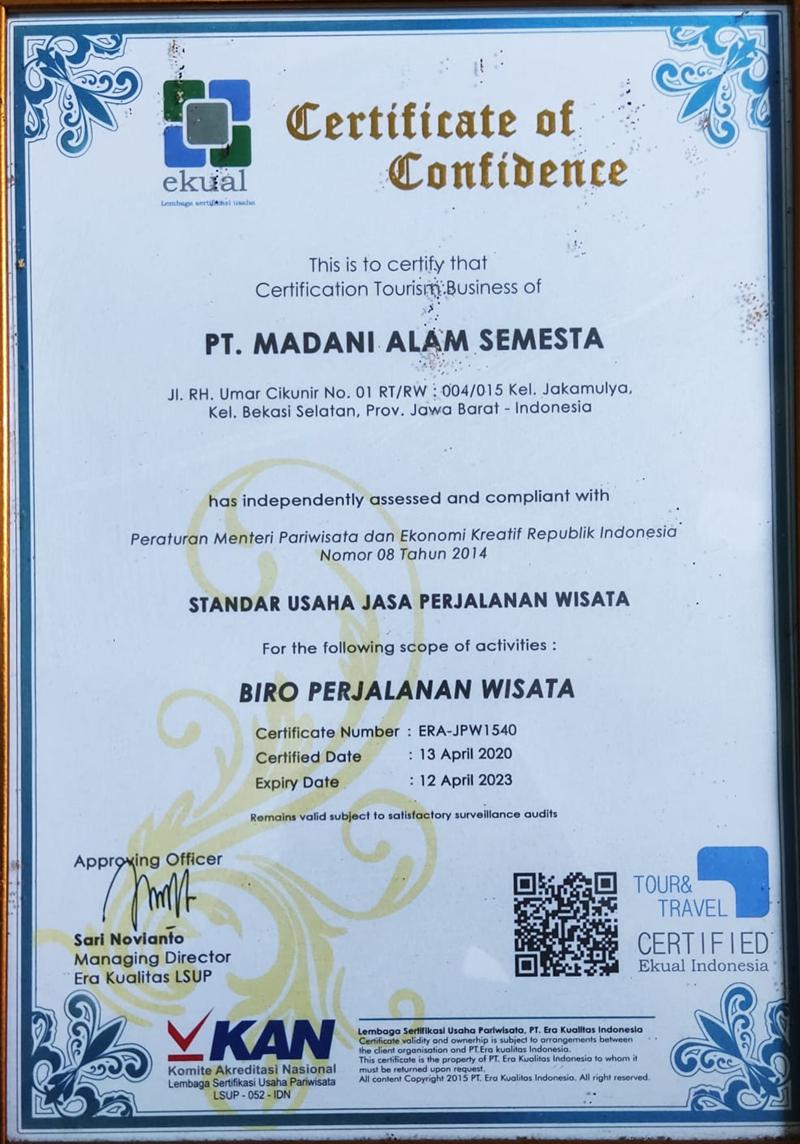 ekual
Lembaga sertifikasi usaha
Certificate of
Confidence
This is to certify that
Certification Tourism Business of
PT. MADANI ALAM SEMESTA
Jl. RH. Umar Cikunir No. 01 RT/RW : 004/015 Kel. Jakamulya,
Kel. Bekasi Selatan, Prov. Jawa Barat - Indonesia
has independently assessed and compliant with
Peraturan Menteri Pariwisata dan Ekonomi Kreatif Republik Indonesia
Nomor 08 Tahun 2014
STANDAR USAHA JASA PERJALANAN WISATA
For the following scope of activities :
BIRO PERJALANAN WISATA
Certificate Number : ERA-JPW1540
Certified Date : 13 April 2020
Expiry Date : 12 April 2023
Remains valid subject to satisfactory surveillance audits
Approving Officer
Sari Novianto
Managing Director
Era Kualitas LSUP
TOUR&
TRAVEL
CERTIFIED
Ekual Indonesia
KAN
Komite Akreditasi Nasional
Lembaga Sertifikasi Usaha Pariwisata
LSUP - 052 - IDN
Lembaga Sertifikasi Usaha Pariwisata, PT. Era Kualitas Indonesia
Certificate validity and ownerhip is subject to arrangements between
the client organisation and PT.Era kualitas Indonesia.
This certificate is the property of PT. Era Kualitas Indonesia to whom it
must be returned upon request.
All content Copyright 2015 PT. Era Kualitas Indonesia. All right reserved.